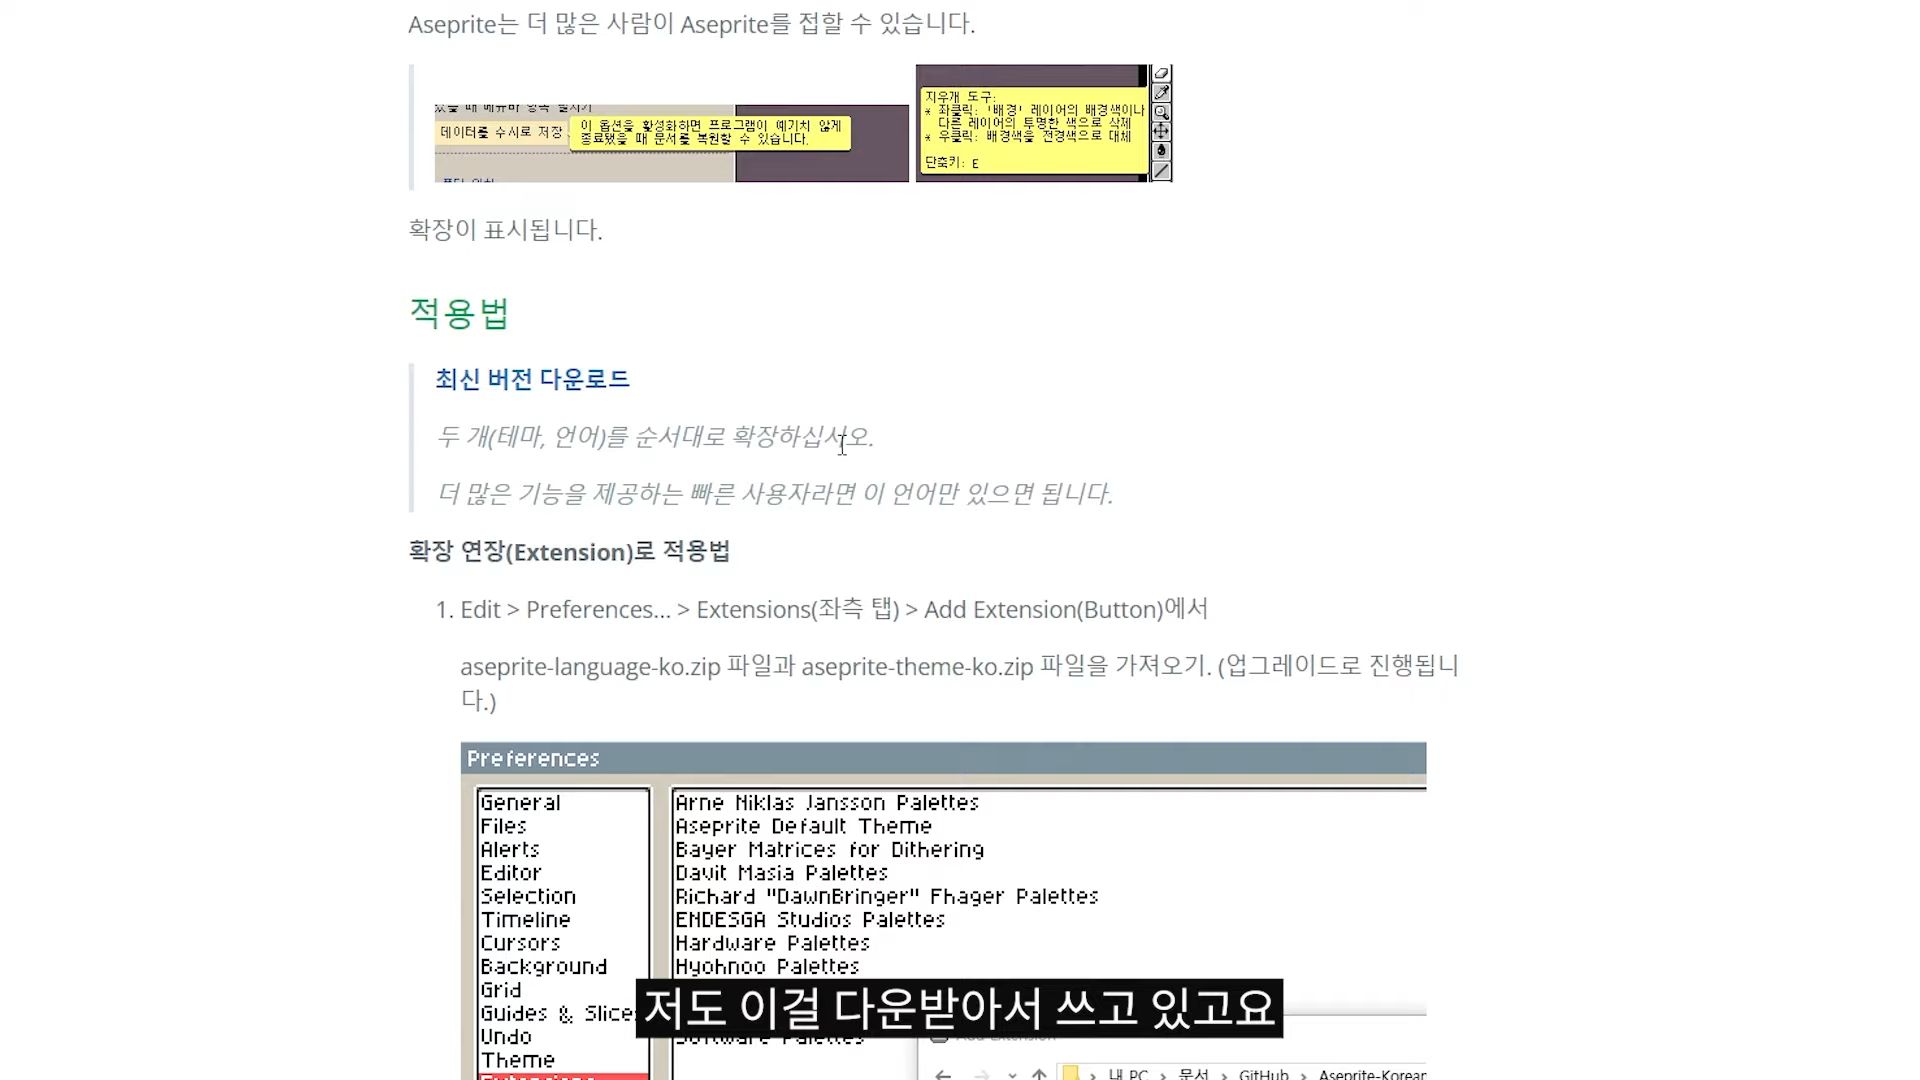 Aseprite는 더 많은 사람이 Aseprite를 접할 수 있습니다.
데이터를 수시로 저장
이 옵션을 활성화하면 프로그램이 예기치 않게
종료됐을 때 문서를 복원할 수 있습니다.
지우개 도구:
* 좌클릭: '배경' 레이어의 배경색이나
다른 레이어의 투명한 색으로 삭제
* 우클릭: 배경색을 전경색으로 대체
단축키: E
확장이 표시됩니다.
적용법
최신 버전 다운로드
두 개(테마, 언어)를 순서대로 확장하십시오.
더 많은 기능을 제공하는 빠른 사용자라면 이 언어만 있으면 됩니다.
확장 연장(Extension)로 적용법
1. Edit > Preferences... > Extensions(좌측 탭) > Add Extension(Button)에서
aseprite-language-ko.zip 파일과 aseprite-theme-ko.zip 파일을 가져오기. (업그레이드로 진행됩니
다.)
Preferences
General
Files
Alerts
Editor
Selection
Timeline
Cursors
Background
Grid
Guides & Slice
Undo
Theme
Arne Niklas Jansson Palettes
Aseprite Default Theme
Bayer Matrices for Dithering
Davit Masia Palettes
Richard "DawnBringer" Fhager Palettes
ENDESGA Studios Palettes
Hardware Palettes
Hyohnoo Palettes
Software Palettes
Add Extension
내 PC > 문서 > GitHub > Aseprite-Korean
저도 이걸 다운받아서 쓰고 있고요